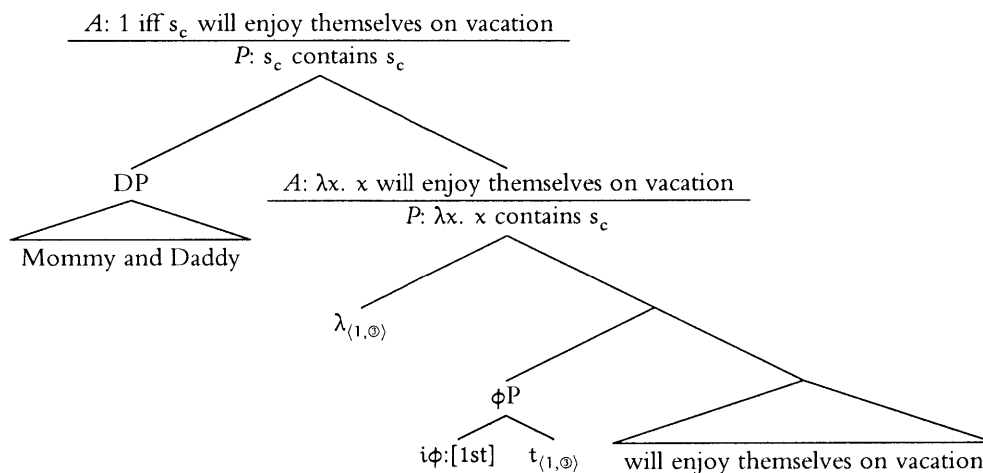 A: 1 iff s_c will enjoy themselves on vacation
P: s_c contains s_c
DP
A: λx. x will enjoy themselves on vacation
P: λx. x contains s_c
Mommy and Daddy
λ⟨1,③⟩
ϕP
iϕ:[1st] t⟨1,③⟩ will enjoy themselves on vacation